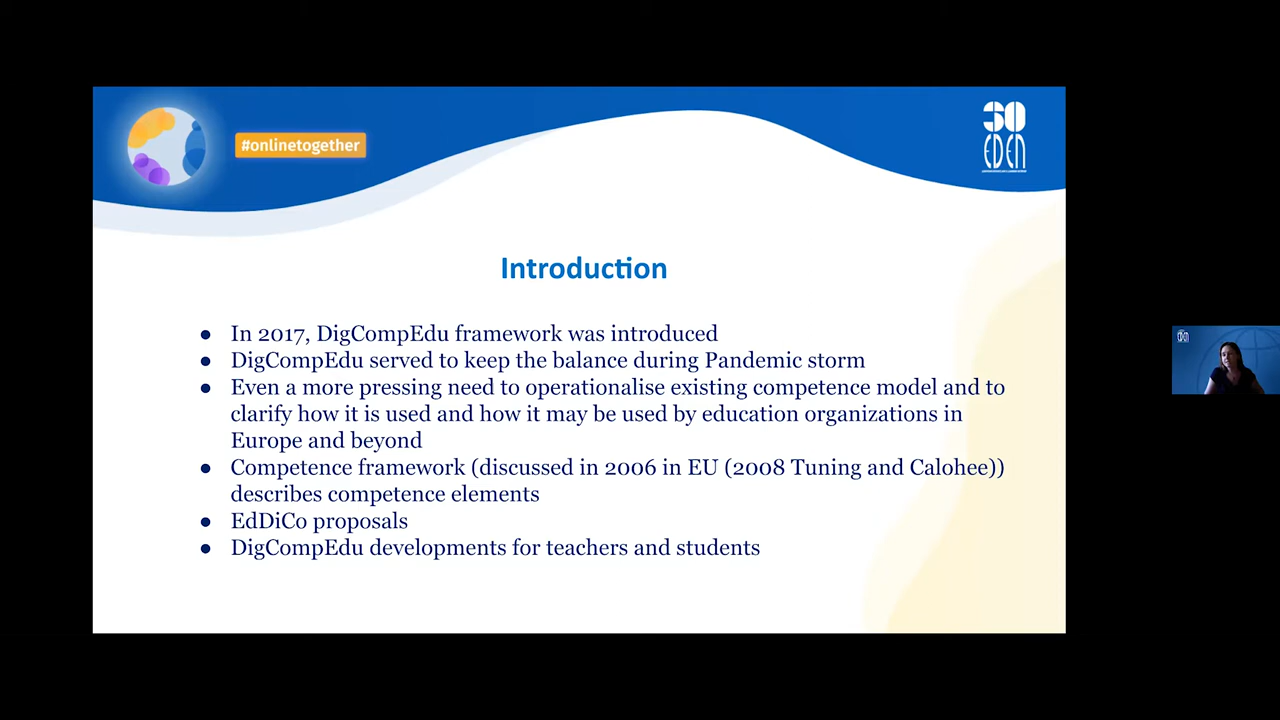 #onlinetogether
30
EDEN
Introduction
● In 2017, DigCompEdu framework was introduced
● DigCompEdu served to keep the balance during Pandemic storm
● Even a more pressing need to operationalise existing competence model and to
clarify how it is used and how it may be used by education organizations in
Europe and beyond
● Competence framework (discussed in 2006 in EU (2008 Tuning and Calohee))
describes competence elements
● EdDiCo proposals
● DigCompEdu developments for teachers and students